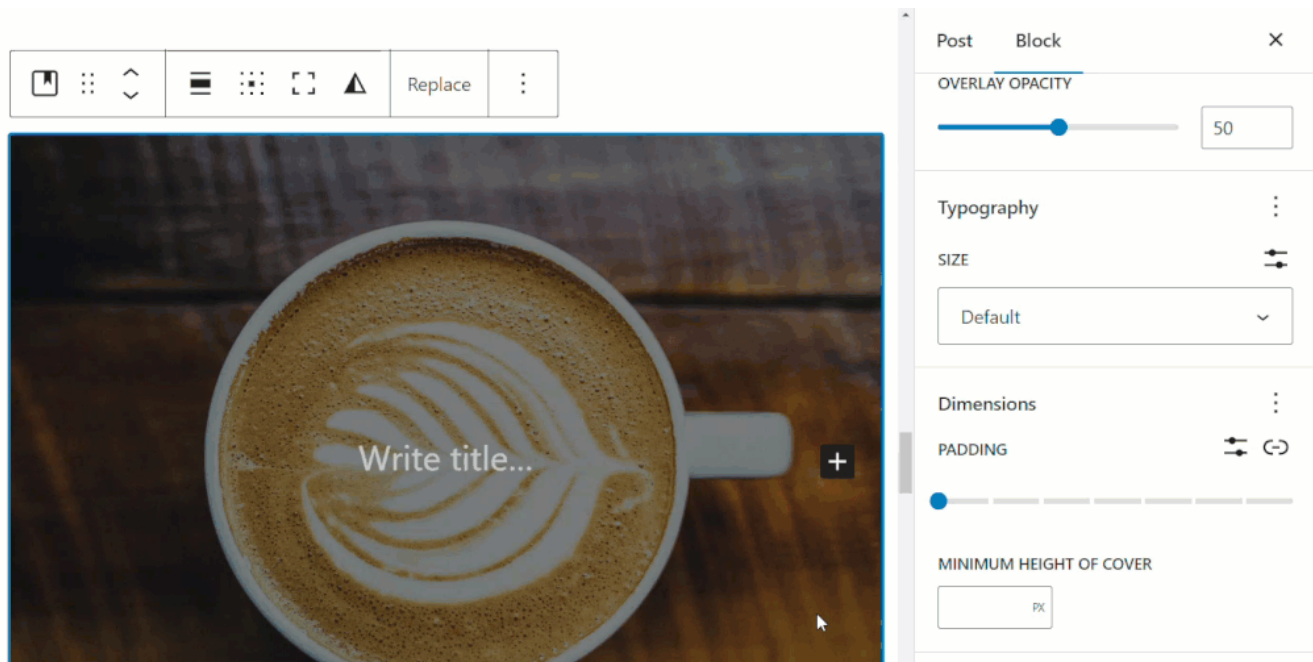 Post Block
Replace
OVERLAY OPACITY
50
Typography
SIZE
Default
Dimensions
PADDING
MINIMUM HEIGHT OF COVER
PX
Write title...